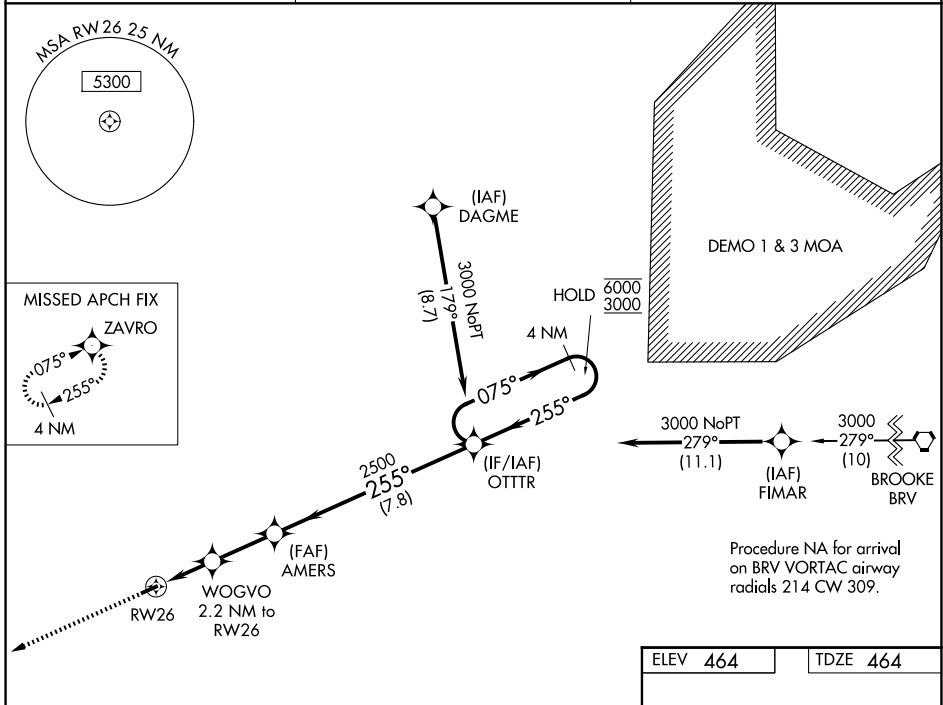 MSA RW26 25 NM
5300
(IAF)
DAGME
3000 NoPT
179°
(8.7)
DEMO 1 & 3 MOA
HOLD
6000
3000
4 NM
MISSED APCH FIX
ZAVRO
075°
255°
4 NM
075°
255°
(IF/IAF)
OTTTR
2500
255°
(7.8)
3000 NoPT
279°
(11.1)
(IAF)
FIMAR
3000
279°
(10)
BROOKE
BRV
(FAF)
AMERS
WOGVO
2.2 NM to
RW26
RW26
Procedure NA for arrival
on BRV VORTAC airway
radials 214 CW 309.
ELEV 464
TDZE 464